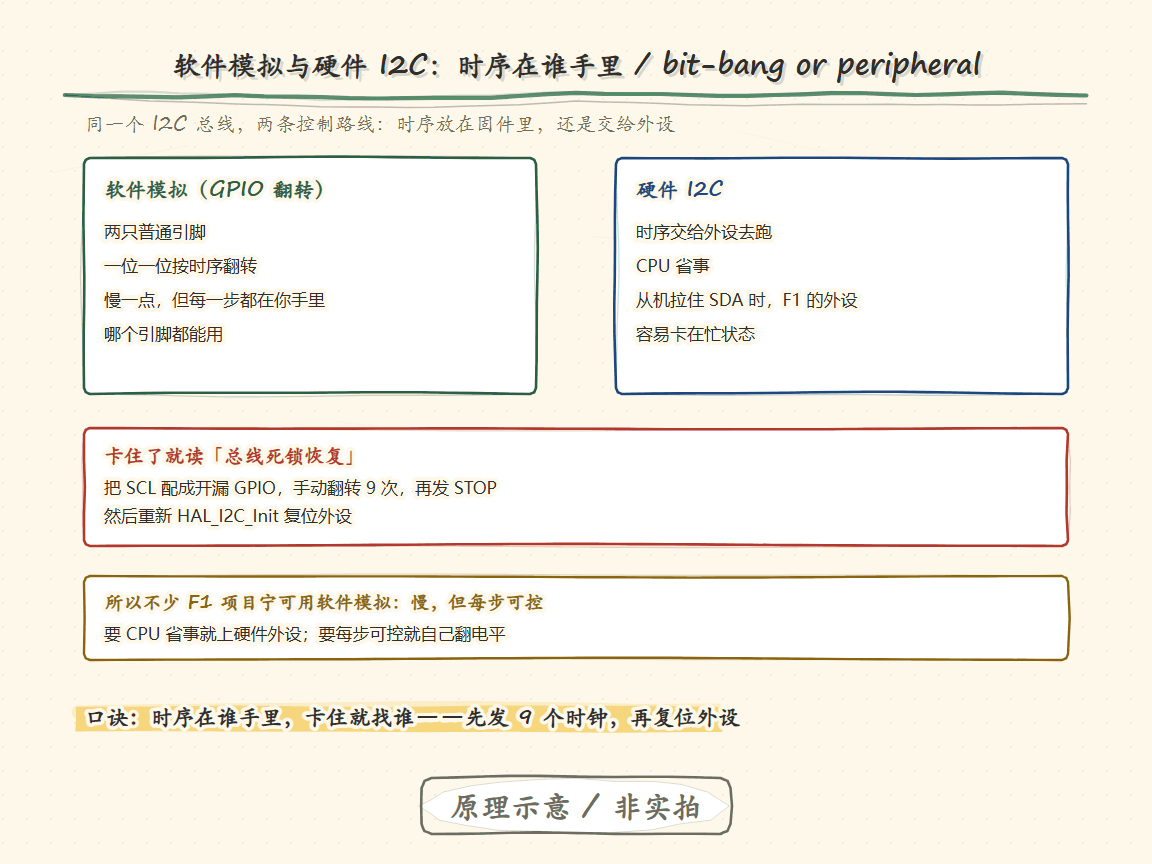 软件模拟与硬件 I2C：时序在谁手里 / bit-bang or peripheral
同一个 I2C 总线，两条控制路线：时序放在固件里，还是交给外设
软件模拟（GPIO 翻转）
两只普通引脚
一位一位按时序翻转
慢一点，但每一步都在你手里
哪个引脚都能用
硬件 I2C
时序交给外设去跑
CPU 省事
从机拉住 SDA 时，F1 的外设
容易卡在忙状态
卡住了就读「总线死锁恢复」
把 SCL 配成开漏 GPIO，手动翻转 9 次，再发 STOP
然后重新 HAL_I2C_Init 复位外设
所以不少 F1 项目宁可用软件模拟：慢，但每步可控
要 CPU 省事就上硬件外设；要每步可控就自己翻电平
口诀：时序在谁手里，卡住就找谁——先发 9 个时钟，再复位外设
原理示意 / 非实拍